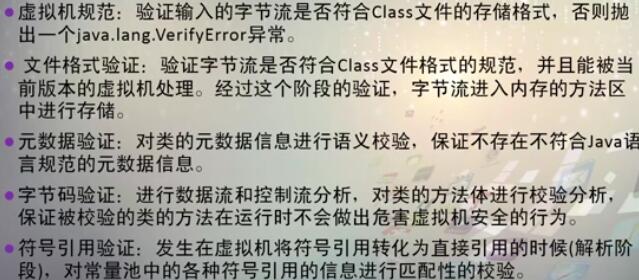 ●虚拟机规范：验证输入的字节流是否符合Class文件的存储格式，否则抛
出一个java.lang.VerifyError异常。
● 文件格式验证：验证字节流是否符合Class文件格式的规范，并且能被当
前版本的虚拟机处理。经过这个阶段的验证，字节流进入内存的方法区
中进行存储。
●元数据验证：对类的元数据信息进行语义校验，保证不存在不符合Java语
言规范的元数据信息。
●字节码验证：进行数据流和控制流分析，对类的方法体进行校验分析，
保证被校验的类的方法在运行时不会做出危害虚拟机安全的行为。
●符号引用验证：发生在虚拟机将符号引用转化为直接引用的时候(解析阶
段)，对常量池中的各种符号引用的信息进行匹配性的校验。